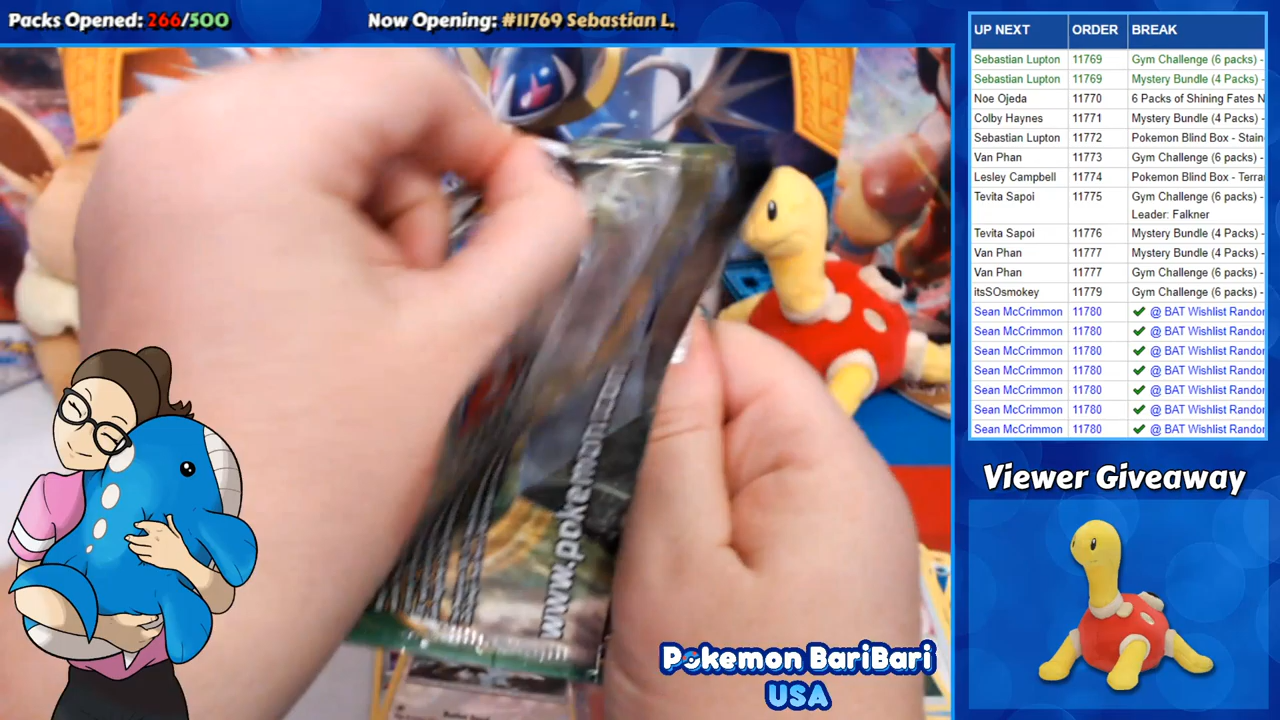 Packs Opened: 266/500
Now Opening: #11769 Sebastian L.
UP NEXT ORDER BREAK
Sebastian Lupton 11769 Gym Challenge (6 packs) -
Sebastian Lupton 11769 Mystery Bundle (4 Packs) -
Noe Ojeda 11770 6 Packs of Shining Fates N
Colby Haynes 11771 Mystery Bundle (4 Packs) -
Sebastian Lupton 11772 Pokemon Blind Box - Stain
Van Phan 11773 Gym Challenge (6 packs) -
Lesley Campbell 11774 Pokemon Blind Box - Terra
Tevita Sapoi 11775 Gym Challenge (6 packs) -
Leader: Falkner
Tevita Sapoi 11776 Mystery Bundle (4 Packs) -
Van Phan 11777 Mystery Bundle (4 Packs) -
Van Phan 11777 Gym Challenge (6 packs) -
itsSOsmokey 11779 Gym Challenge (6 packs) -
Sean McCrimmon 11780 ✔ @ BAT Wishlist Random
Sean McCrimmon 11780 ✔ @ BAT Wishlist Random
Sean McCrimmon 11780 ✔ @ BAT Wishlist Random
Sean McCrimmon 11780 ✔ @ BAT Wishlist Random
Sean McCrimmon 11780 ✔ @ BAT Wishlist Random
Sean McCrimmon 11780 ✔ @ BAT Wishlist Random
Sean McCrimmon 11780 ✔ @ BAT Wishlist Random
Viewer Giveaway
www.pokemon.com
Pokemon BariBari
USA